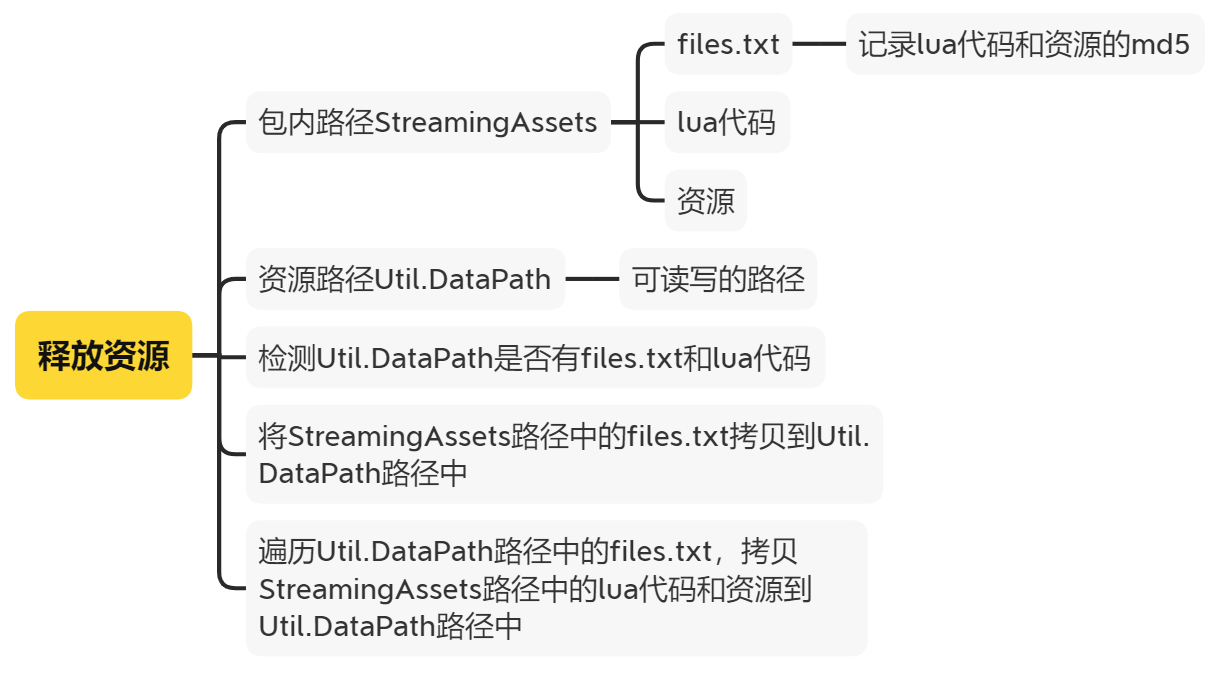 释放资源
包内路径StreamingAssets
files.txt
记录lua代码和资源的md5
lua代码
资源
资源路径Util.DataPath
可读写的路径
检测Util.DataPath是否有files.txt和lua代码
将StreamingAssets路径中的files.txt拷贝到Util.
DataPath路径中
遍历Util.DataPath路径中的files.txt，拷贝
StreamingAssets路径中的lua代码和资源到
Util.DataPath路径中